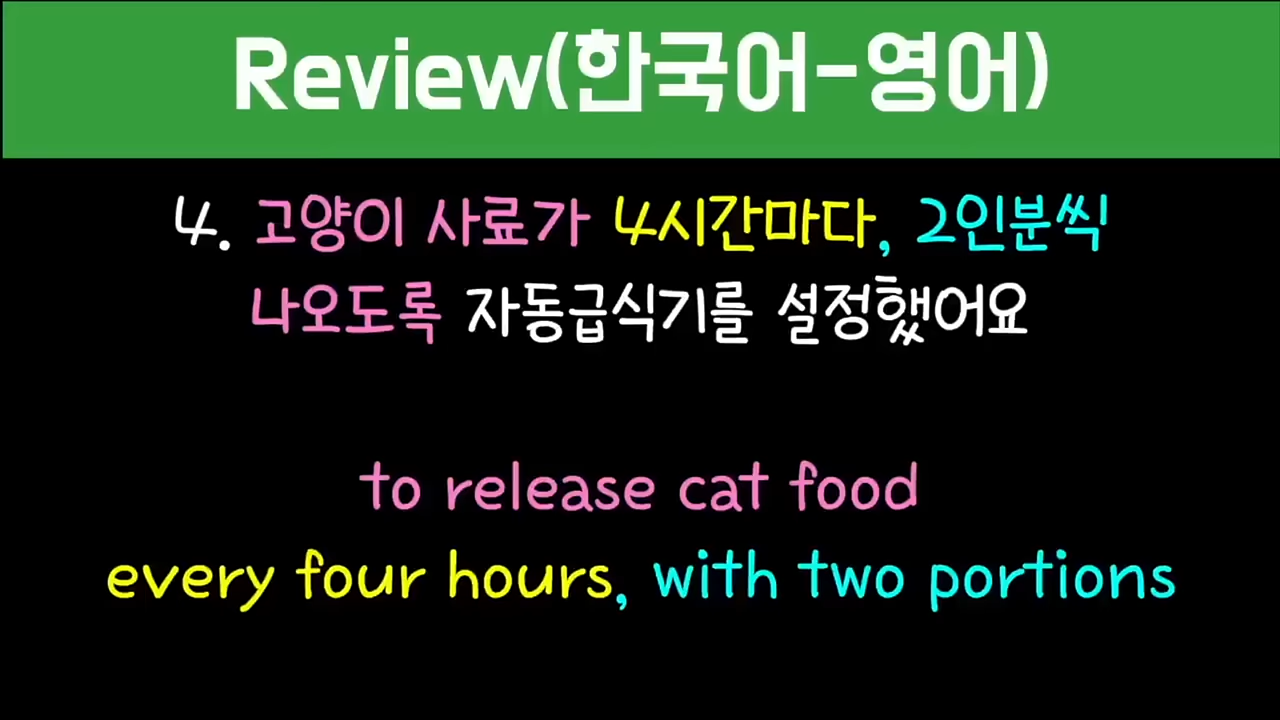 Review(한국어-영어)
4. 고양이 사료가 4시간마다, 2인분씩
나오도록 자동급식기를 설정했어요
to release cat food
every four hours, with two portions